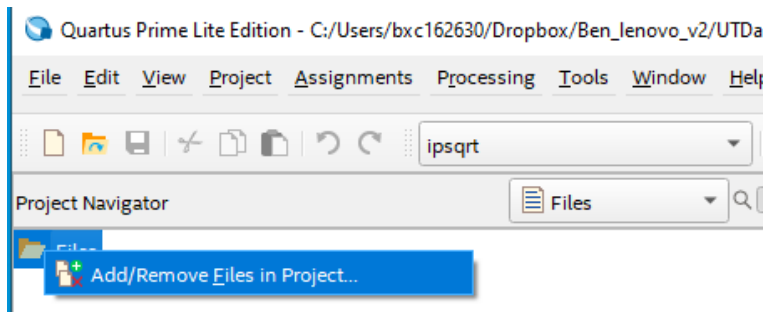 Quartus Prime Lite Edition - C:/Users/bxc162630/Dropbox/Ben_lenovo_v2/UTDa
File Edit View Project Assignments Processing Tools Window Help
ipsqrt
Project Navigator Files
Files
Add/Remove Files in Project...